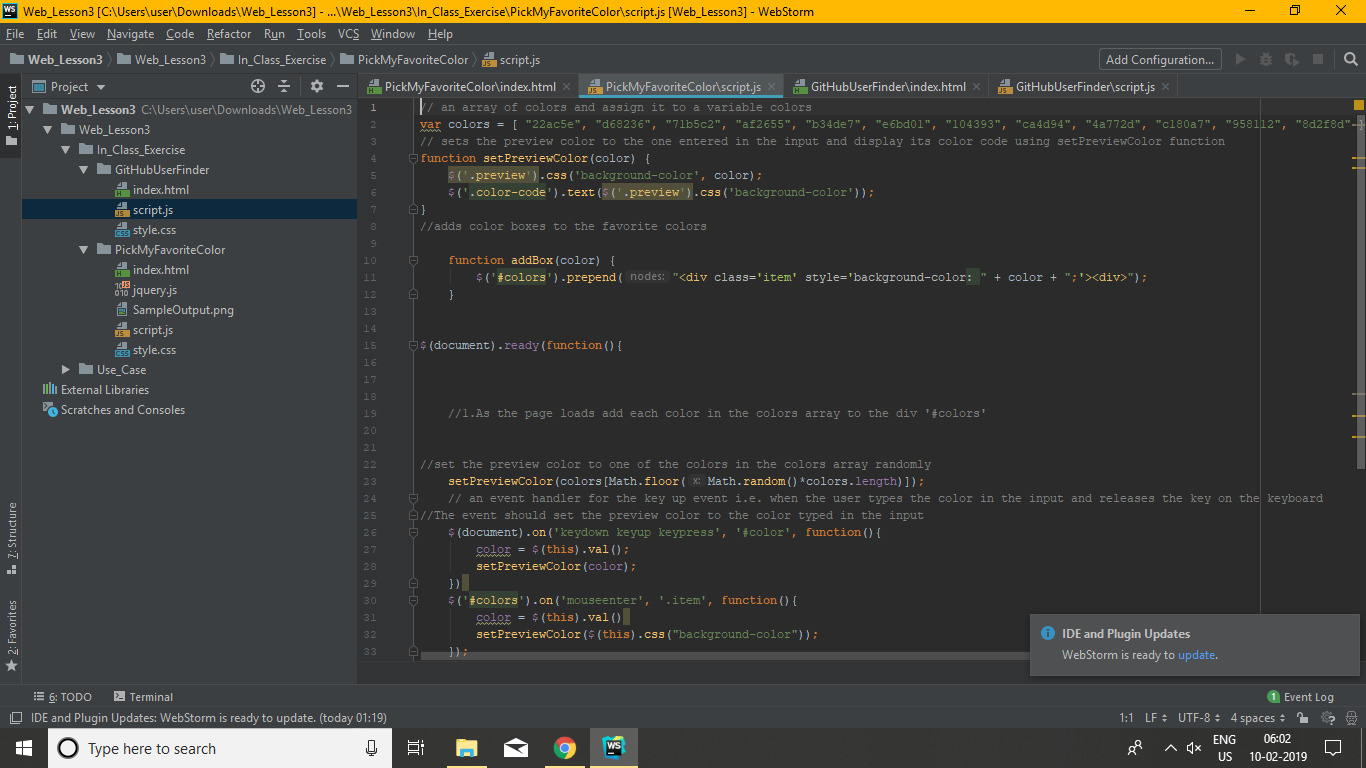 Web_Lesson3 [C:\Users\user\Downloads\Web_Lesson3] - ...\Web_Lesson3\In_Class_Exercise\PickMyFavoriteColor\script.js [Web_Lesson3] - WebStorm
File Edit View Navigate Code Refactor Run Tools VCS Window Help
Web_Lesson3 Web_Lesson3 In_Class_Exercise PickMyFavoriteColor script.js Add Configuration...
Project
PickMyFavoriteColor\index.html PickMyFavoriteColor\script.js GitHubUserFinder\index.html GitHubUserFinder\script.js
1: Project
Web_Lesson3 C:\Users\user\Downloads\Web_Lesson3
Web_Lesson3
In_Class_Exercise
GitHubUserFinder
index.html
script.js
style.css
PickMyFavoriteColor
index.html
jquery.js
SampleOutput.png
script.js
style.css
Use_Case
External Libraries
Scratches and Consoles
7: Structure
2: Favorites
1 // an array of colors and assign it to a variable colors
2 var colors = [ "22ac5e", "d68236", "71b5c2", "af2655", "b34de7", "e6bd01", "104393", "ca4d94", "4a772d", "c180a7", "958112", "8d2f8d"
3 // sets the preview color to the one entered in the input and display its color code using setPreviewColor function
4 function setPreviewColor(color) {
5 $('.preview').css('background-color', color);
6 $('.color-code').text($('.preview').css('background-color'));
7 }
8 //adds color boxes to the favorite colors
9
10 function addBox(color) {
11 $('#colors').prepend( nodes: "<div class='item' style='background-color: " + color + ";'><div>");
12 }
13
14
15 $(document).ready(function(){
16
17
18
19 //1.As the page loads add each color in the colors array to the div '#colors'
20
21
22 //set the preview color to one of the colors in the colors array randomly
23 setPreviewColor(colors[Math.floor( x: Math.random()*colors.length)]);
24 // an event handler for the key up event i.e. when the user types the color in the input and releases the key on the keyboard
25 //The event should set the preview color to the color typed in the input
26 $(document).on('keydown keyup keypress', '#color', function(){
27 color = $(this).val();
28 setPreviewColor(color);
29 })
30 $('#colors').on('mouseenter', '.item', function(){
31 color = $(this).val()
32 setPreviewColor($(this).css("background-color"));
33 });
IDE and Plugin Updates
WebStorm is ready to update.
6: TODO Terminal 1 Event Log
IDE and Plugin Updates: WebStorm is ready to update. (today 01:19) 1:1 LF UTF-8 4 spaces
Type here to search
ENG
US
06:02
10-02-2019